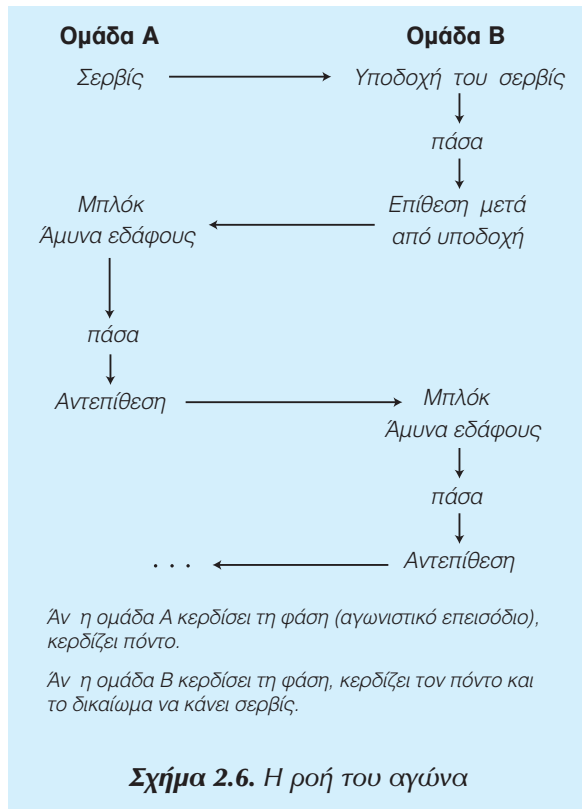 Ομάδα Α Ομάδα Β
Σερβίς Υποδοχή του σερβίς
πάσα
Μπλόκ Επίθεση μετά
Άμυνα εδάφους από υποδοχή
πάσα
Αντεπίθεση Μπλόκ
Άμυνα εδάφους
πάσα
. . . Αντεπίθεση
Άν η ομάδα Α κερδίσει τη φάση (αγωνιστικό επεισόδιο),
κερδίζει πόντο.
Άν η ομάδα Β κερδίσει τη φάση, κερδίζει τον πόντο και
το δικαίωμα να κάνει σερβίς.
Σχήμα 2.6. Η ροή του αγώνα